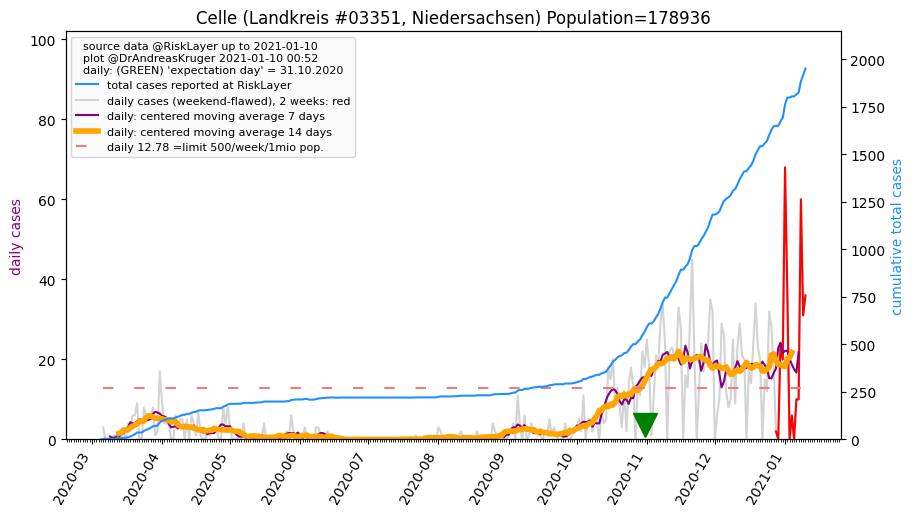 Celle (Landkreis #03351, Niedersachsen) Population=178936
source data @RiskLayer up to 2021-01-10
plot @DrAndreasKruger 2021-01-10 00:52
daily: (GREEN) 'expectation day' = 31.10.2020
total cases reported at RiskLayer
daily cases (weekend-flawed), 2 weeks: red
daily: centered moving average 7 days
daily: centered moving average 14 days
daily 12.78 =limit 500/week/1mio pop.
daily cases
100
80
60
40
20
0
cumulative total cases
2000
1750
1500
1250
1000
750
500
250
0
2020-03
2020-04
2020-05
2020-06
2020-07
2020-08
2020-09
2020-10
2020-11
2020-12
2021-01